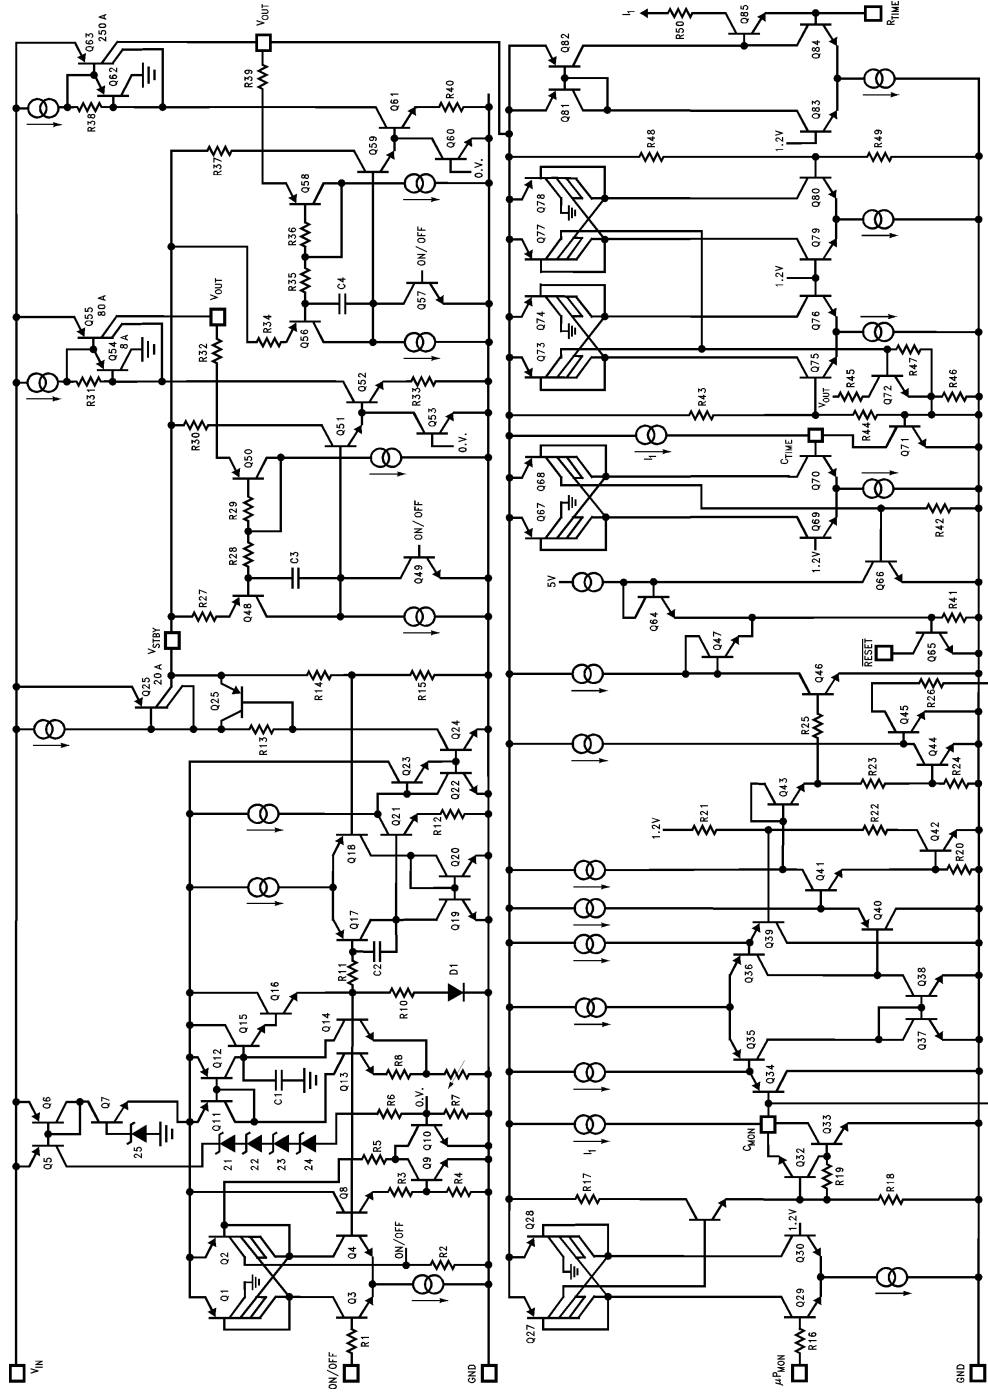 Q63
250 A
Q62
R38
VOUT
R39
R40
Q61
Q60
Q59
O.V.
R37
Q58
R36
R35
C4
ON/OFF
Q57
R34
Q56
Q55
80 A
Q54
8 A
R31
VOUT
R32
Q52
R33
Q53
Q51
O.V.
R30
Q50
R29
R28
C3
ON/OFF
Q49
R27
Q48
VSTBY
Q25
20 A
Q25
R14
R15
R13
Q24
Q23
Q22
Q21
R12
Q18
Q20
Q17
Q19
R11
C2
Q16
D1
R10
Q15
Q14
Q12
Q13
R8
C1
Q6
Q7
Q11
R6
O.V.
R7
Q5
25
21
22
23
24
R5
Q10
Q9
R3
R4
Q8
Q2
Q4
ON/OFF
R2
Q1
Q3
R1
VIN
ON/OFF
GND
I1
R50
Q85
RTIME
Q82
Q84
Q81
Q83
1.2V
R48
R49
Q78
Q80
Q77
Q79
1.2V
Q74
Q76
Q73
Q75
R47
R45
R46
VOUT
Q72
R43
R44
Q71
I1
CTIME
Q68
Q70
Q67
Q69
1.2V
R42
5V
Q66
Q64
R41
Q47
RESET
Q65
Q46
R26
R25
Q45
Q44
Q43
R23
R24
R21
1.2V
R22
Q42
R20
Q41
Q40
Q39
Q36
Q38
Q35
Q37
Q34
CMON
I1
Q33
Q32
R19
R17
R18
Q28
1.2V
Q30
Q27
Q29
R16
µPMON
GND